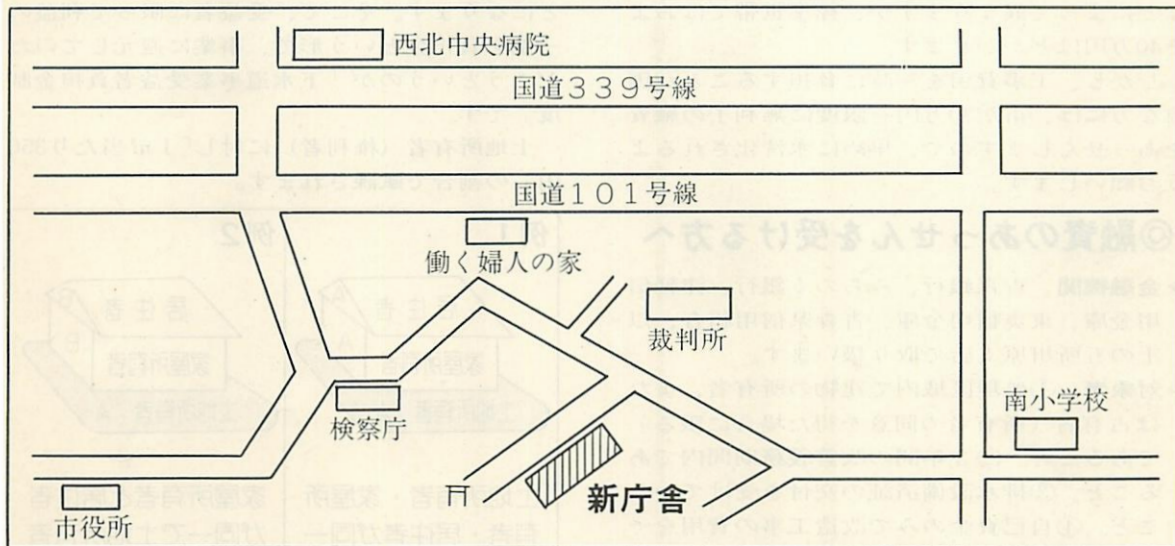 西北中央病院
国道339号線
国道101号線
働く婦人の家
裁判所
検察庁
南小学校
新庁舎
市役所